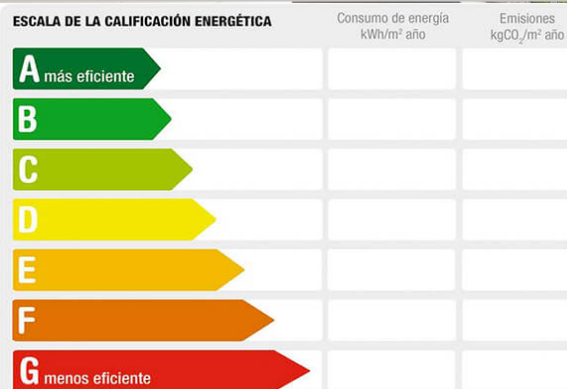 ESCALA DE LA CALIFICACIÓN ENERGÉTICA
Consumo de energía
kWh/m² año
Emisiones
kgCO₂/m² año
A más eficiente
B
C
D
E
F
G menos eficiente